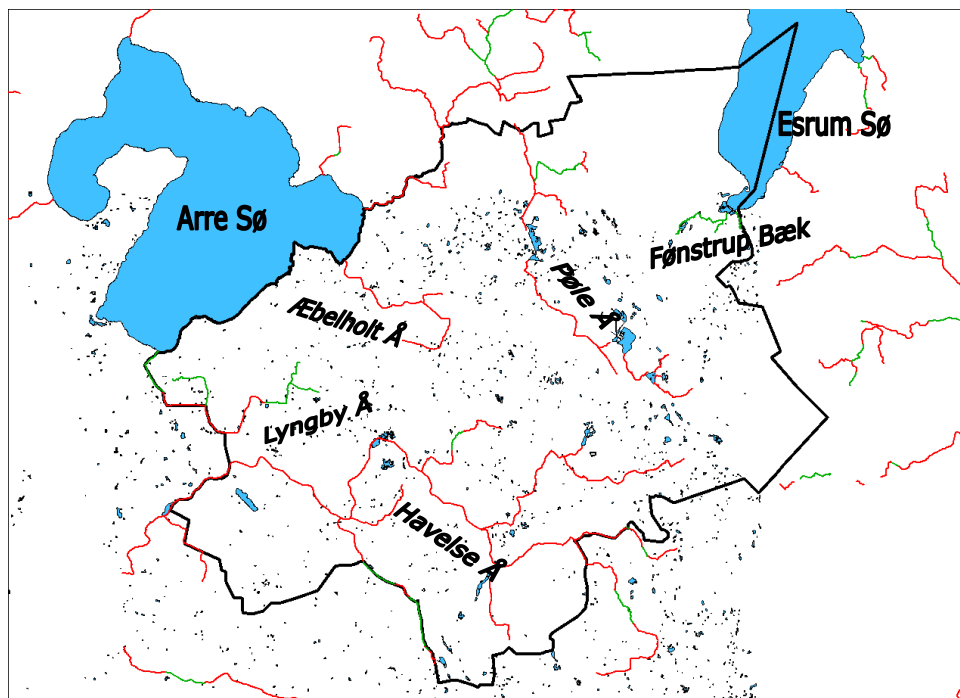 Esrum Sø
Arre Sø
Fønstrup Bæk
Pøle Å
Æbelholt Å
Lyngby Å
Havelse Å